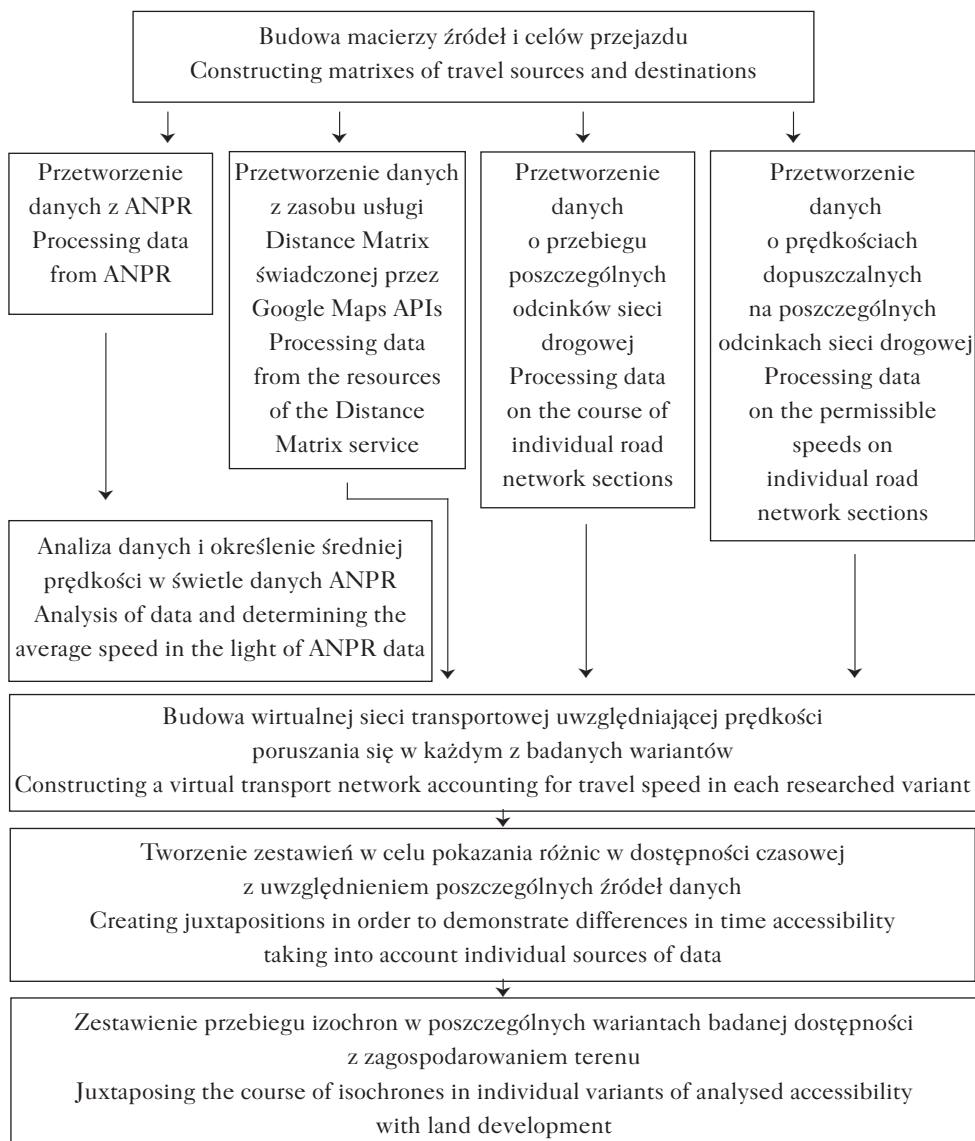 Budowa macierzy źródeł i celów przejazdu
Constructing matrixes of travel sources and destinations
Przetworzenie
danych z ANPR
Processing data
from ANPR
Przetworzenie danych
z zasobu usługi
Distance Matrix
świadczonej przez
Google Maps APIs
Processing data
from the resources
of the Distance
Matrix service
Przetworzenie
danych
o przebiegu
poszczególnych
odcinków sieci
drogowej
Processing data
on the course of
individual road
network sections
Przetworzenie
danych
o prędkościach
dopuszczalnych
na poszczególnych
odcinkach sieci drogowej
Processing data
on the permissible
speeds on
individual road
network sections
Analiza danych i określenie średniej
prędkości w świetle danych ANPR
Analysis of data and determining the
average speed in the light of ANPR data
Budowa wirtualnej sieci transportowej uwzględniającej prędkości
poruszania się w każdym z badanych wariantów
Constructing a virtual transport network accounting for travel speed in each researched variant
Tworzenie zestawień w celu pokazania różnic w dostępności czasowej
z uwzględnieniem poszczególnych źródeł danych
Creating juxtapositions in order to demonstrate differences in time accessibility
taking into account individual sources of data
Zestawienie przebiegu izochron w poszczególnych wariantach badanej dostępności
z zagospodarowaniem terenu
Juxtaposing the course of isochrones in individual variants of analysed accessibility
with land development